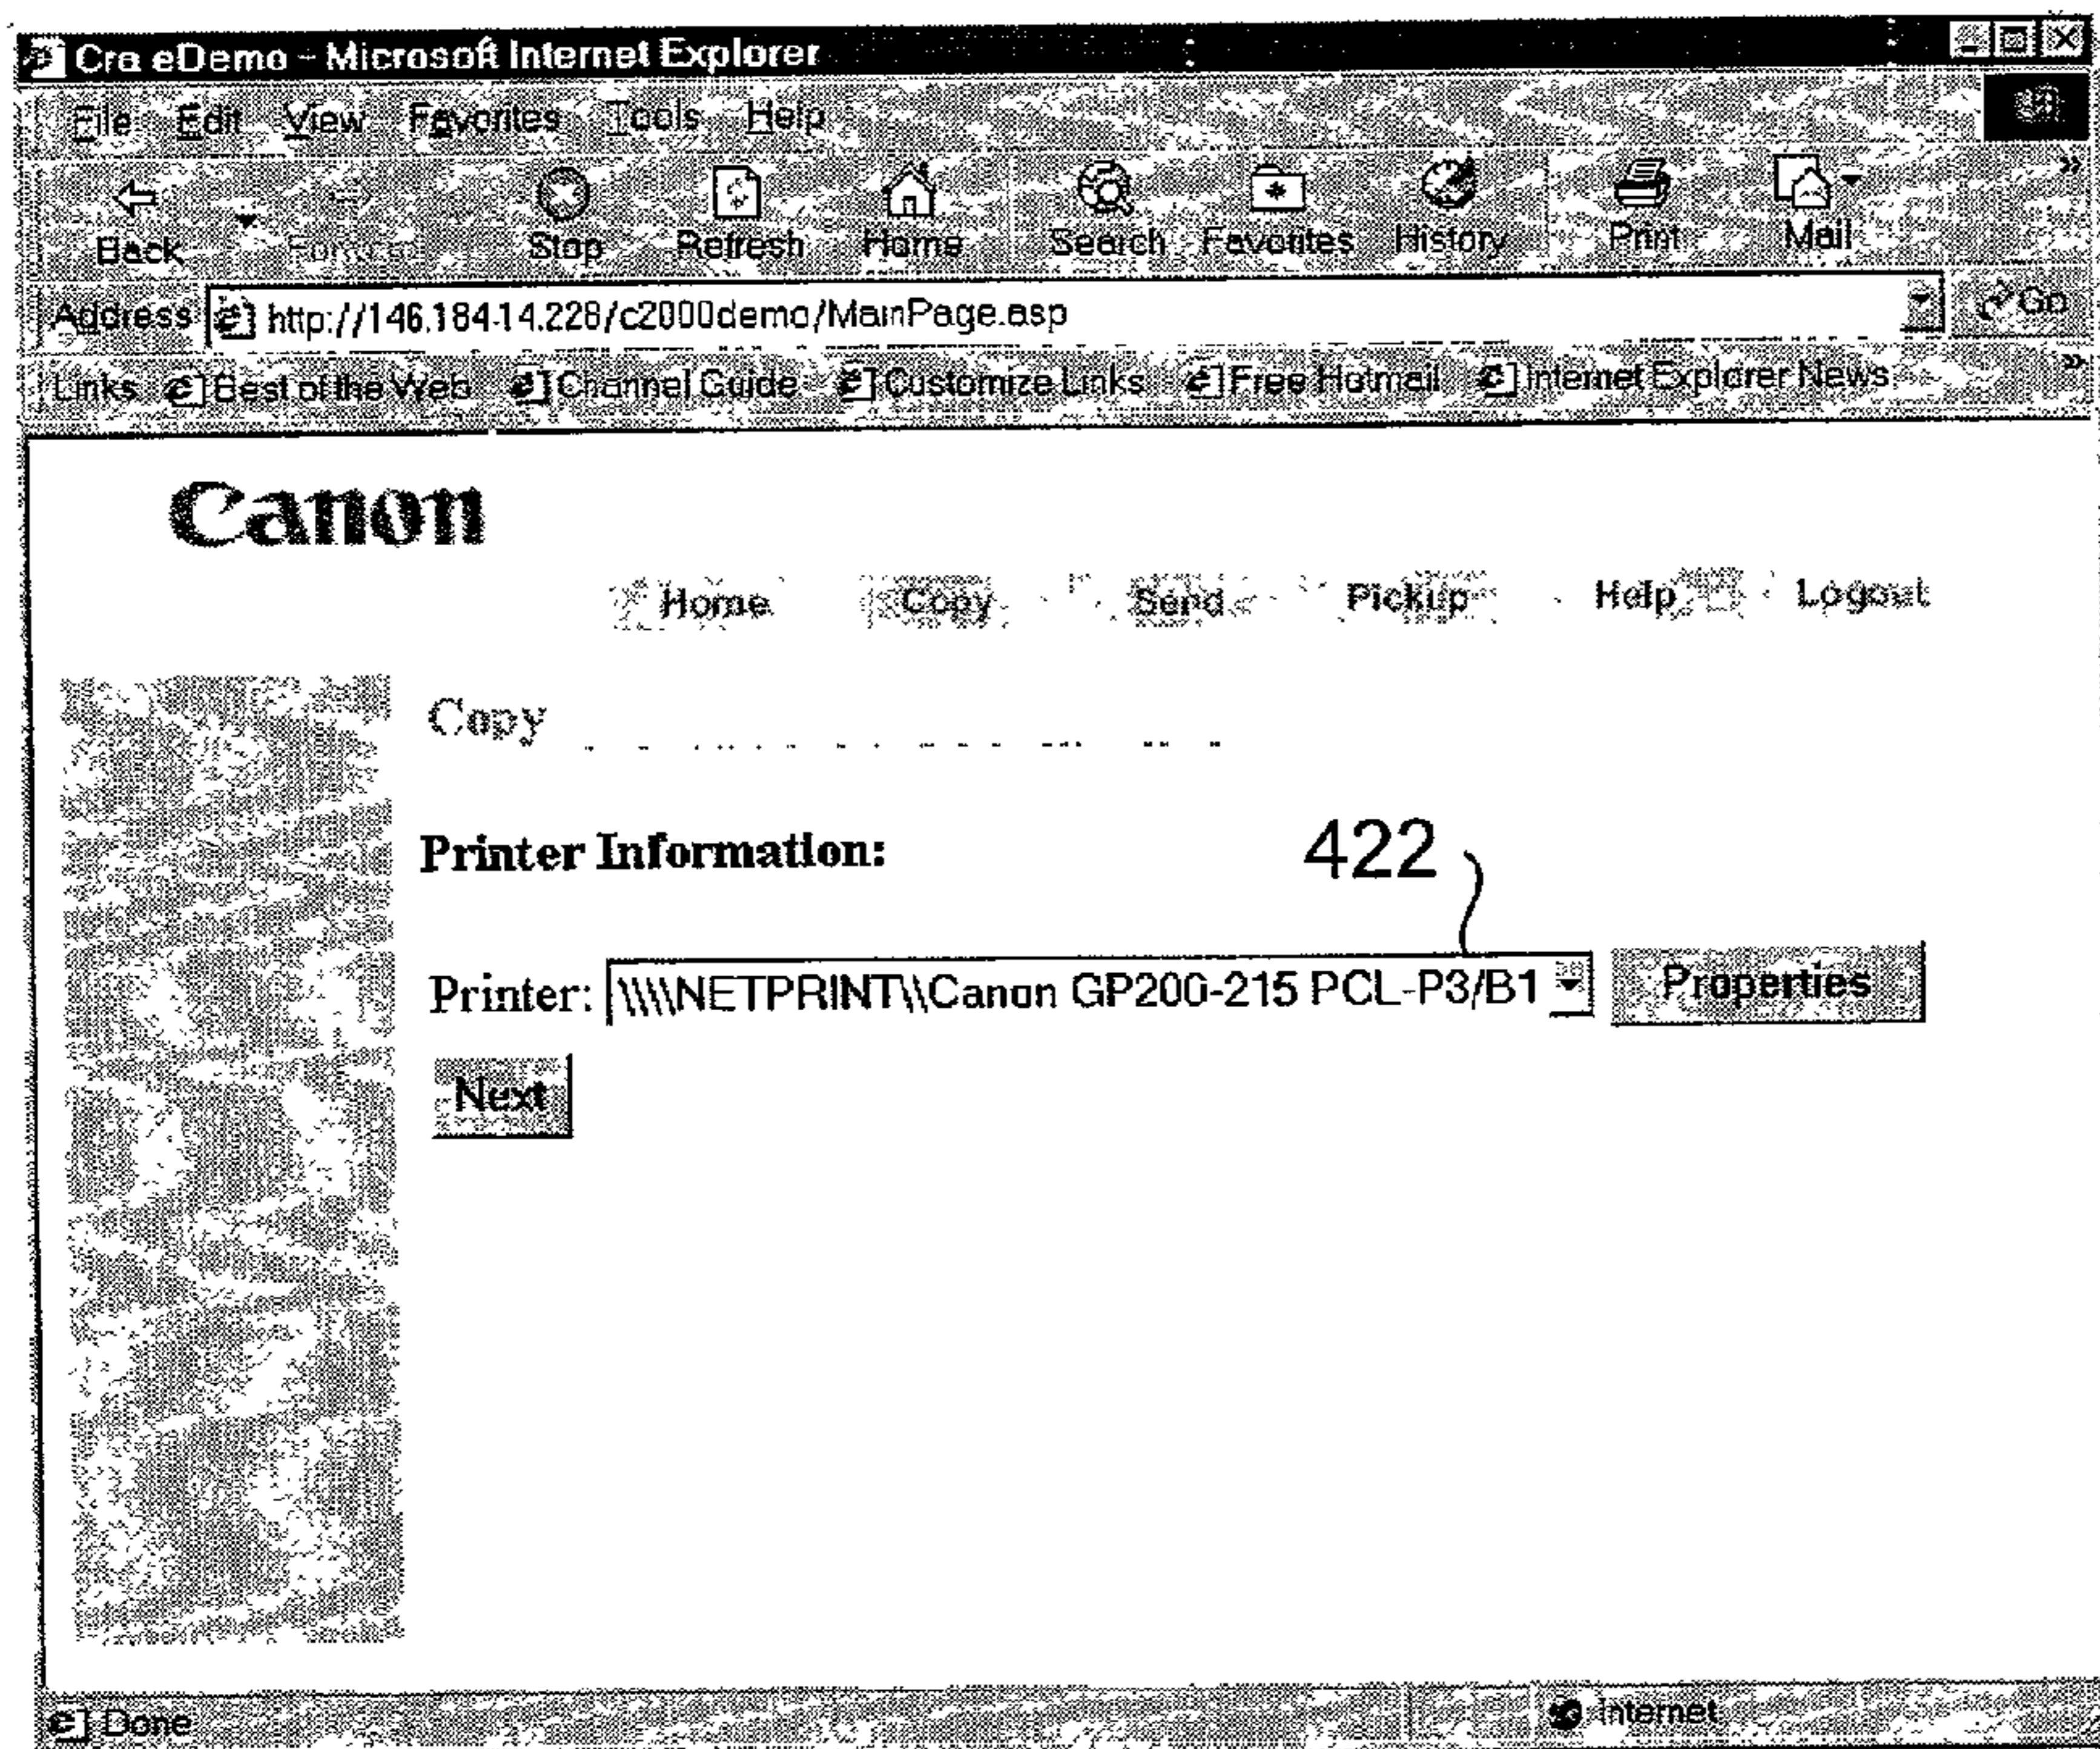 Cra eDemo - Microsoft Internet Explorer
File Edit View Favorites Tools Help
Back Forward Stop Refresh Home Search Favorites History Print Mail »
Address http://146.184.14.228/c2000demo/MainPage.asp Go
Links Best of the Web Channel Guide Customize Links Free Hotmail Internet Explorer News »
Canon
Home Copy Send Pickup Help Logout
Copy
Printer Information:
422
Printer: \\\\NETPRINT\\Canon GP200-215 PCL-P3/B1 Properties
Next
Done Internet